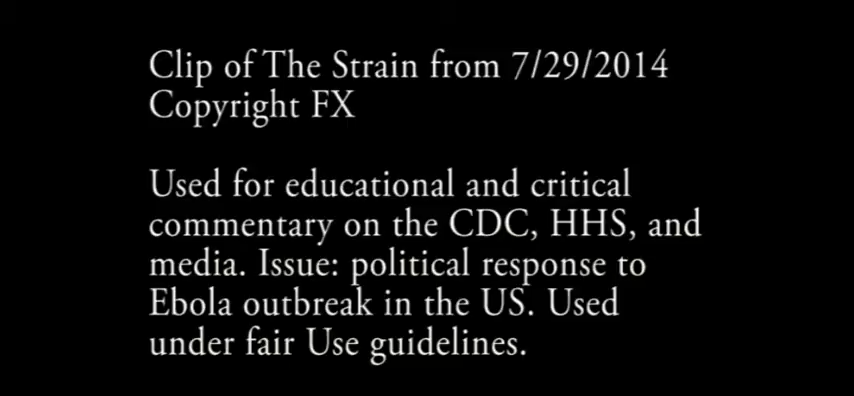 Clip of The Strain from 7/29/2014
Copyright FX
Used for educational and critical
commentary on the CDC, HHS, and
media. Issue: political response to
Ebola outbreak in the US. Used
under fair Use guidelines.